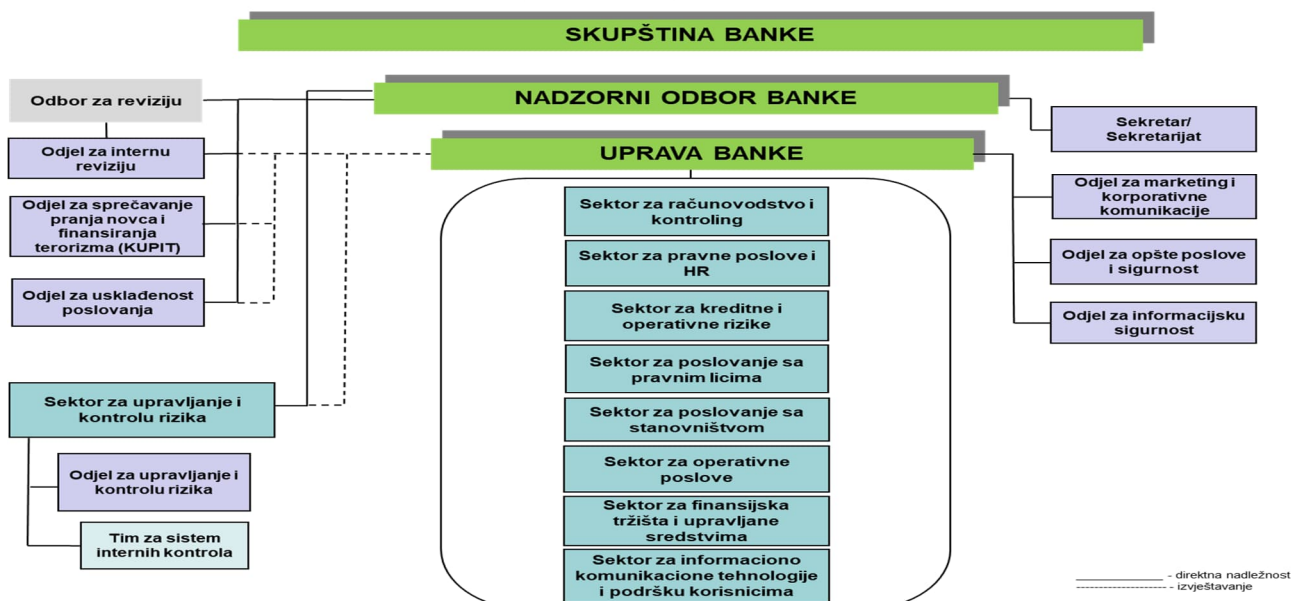 SKUPŠTINA BANKE
NADZORNI ODBOR BANKE
UPRAVA BANKE
Odbor za reviziju
Odjel za internu
reviziju
Odjel za sprečavanje
pranja novca i
finansiranja
terorizma (KUPIT)
Odjel za usklađenost
poslovanja
Sektor za upravljanje i
kontrolu rizika
Odjel za upravljanje i
kontrolu rizika
Tim za sistem
internih kontrola
Sektor za računovodstvo i
kontroling
Sektor za pravne poslove i
HR
Sektor za kreditne i
operativne rizike
Sektor za poslovanje sa
pravnim licima
Sektor za poslovanje sa
stanovništvom
Sektor za operativne
poslove
Sektor za finansijska
tržišta i upravljane
sredstvima
Sektor za informaciono
komunikacione tehnologije
i podršku korisnicima
Sekretar/
Sekretarijat
Odjel za marketing i
korporativne
komunikacije
Odjel za opšte poslove
i sigurnost
Odjel za informacijsku
sigurnost
- direktna nadležnost
- izvještavanje